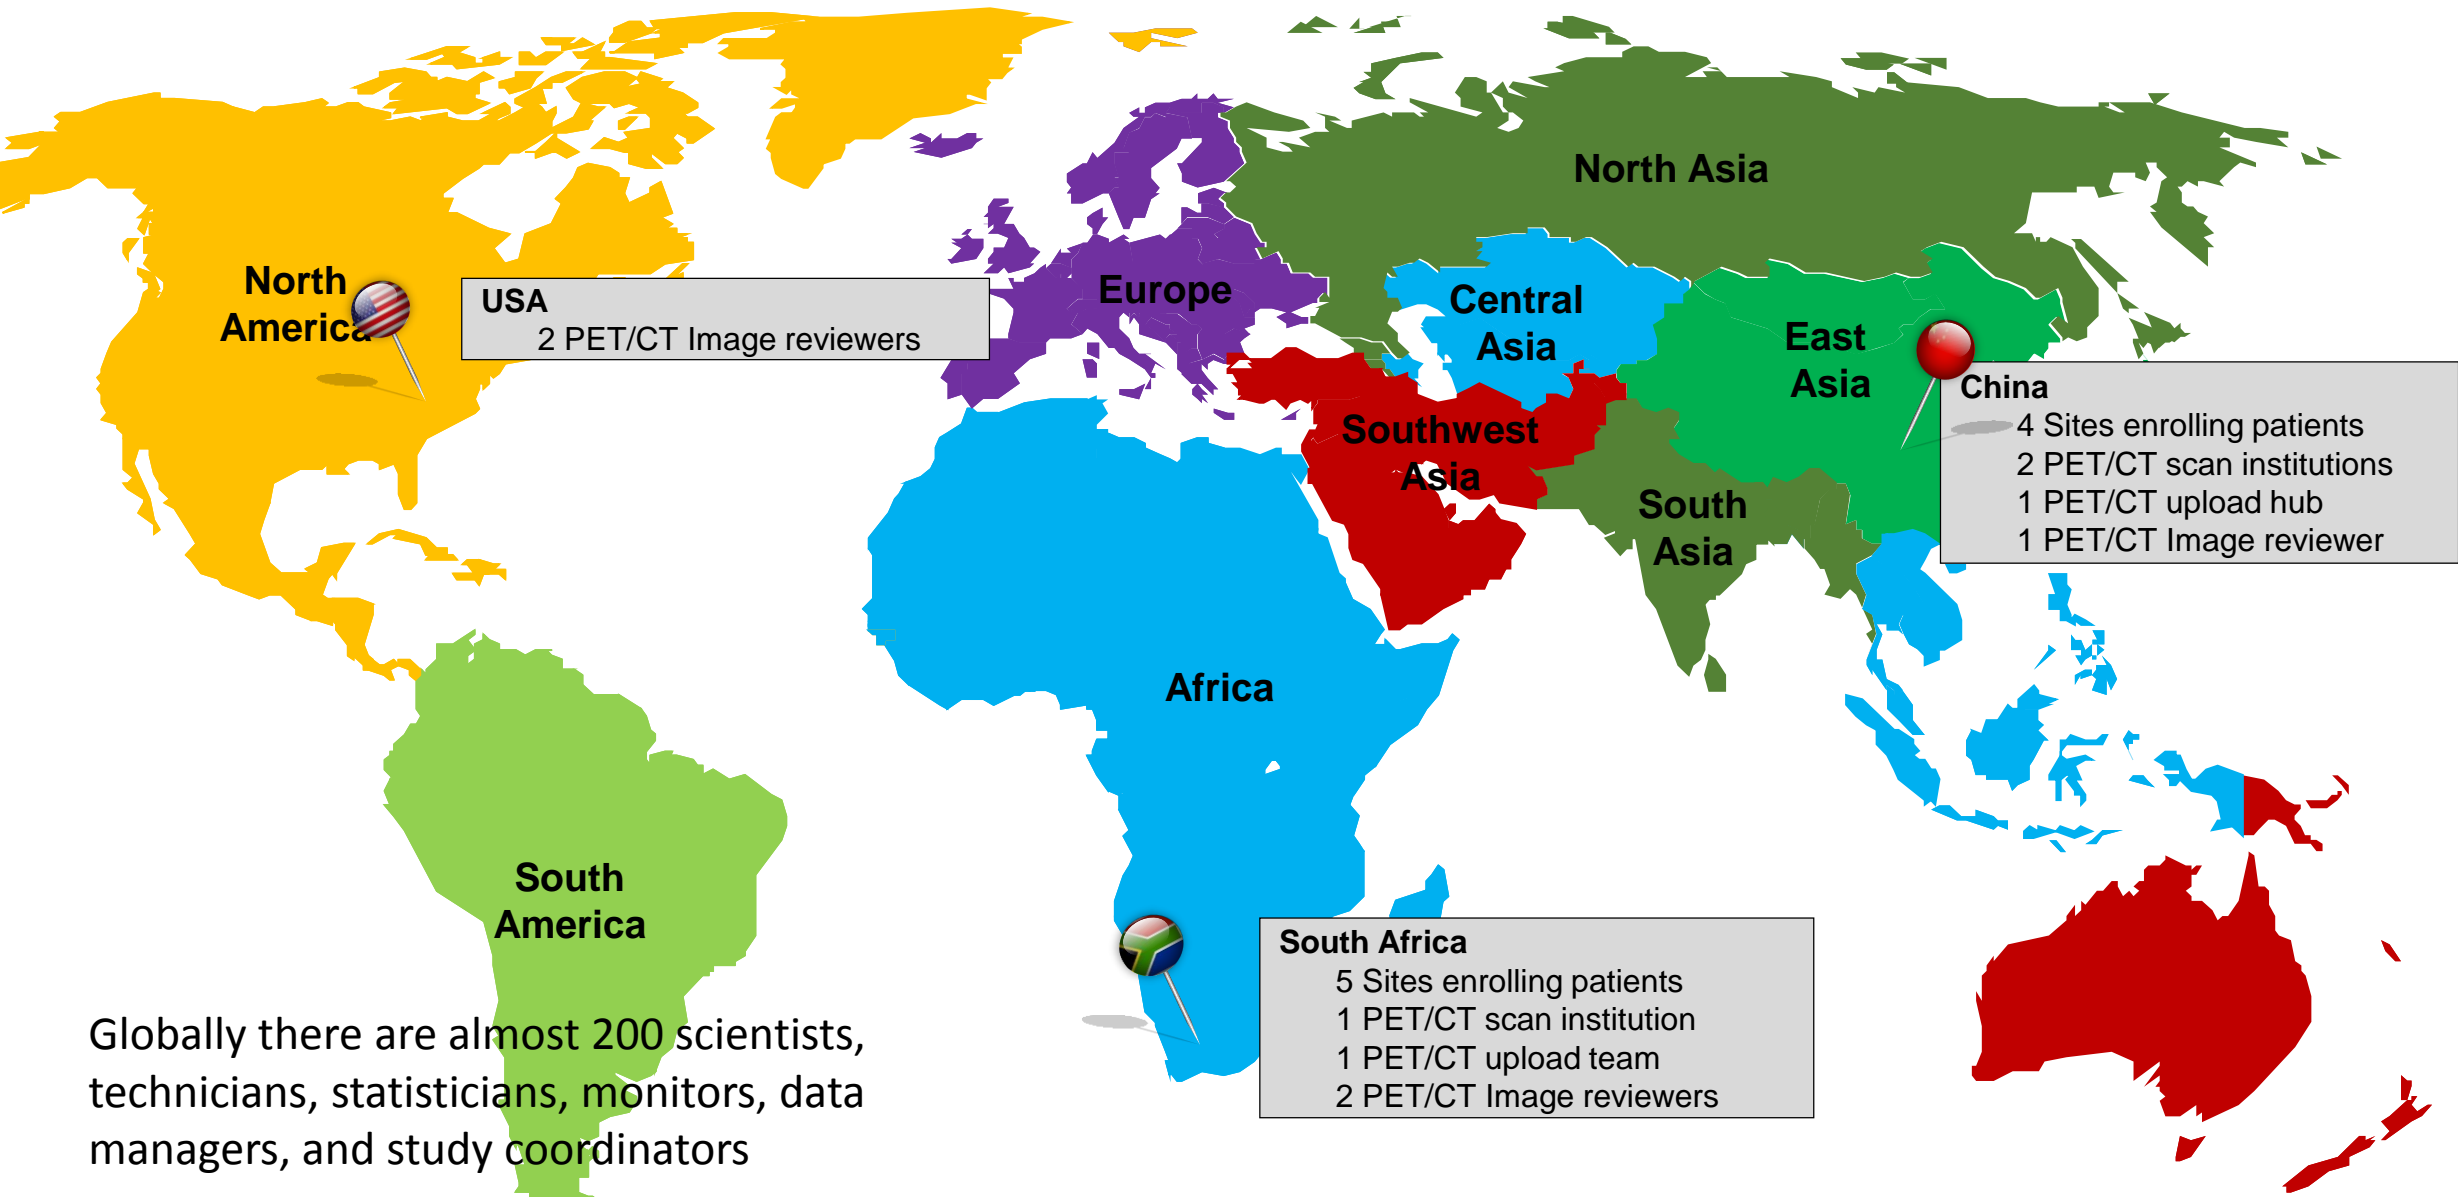 North Asia
North
America
USA
2 PET/CT Image reviewers
Europe
Central
Asia
East
Asia
China
4 Sites enrolling patients
2 PET/CT scan institutions
1 PET/CT upload hub
1 PET/CT Image reviewer
Southwest
Asia
South
Asia
Africa
South
America
South Africa
5 Sites enrolling patients
1 PET/CT scan institution
1 PET/CT upload team
2 PET/CT Image reviewers
Globally there are almost 200 scientists,
technicians, statisticians, monitors, data
managers, and study coordinators